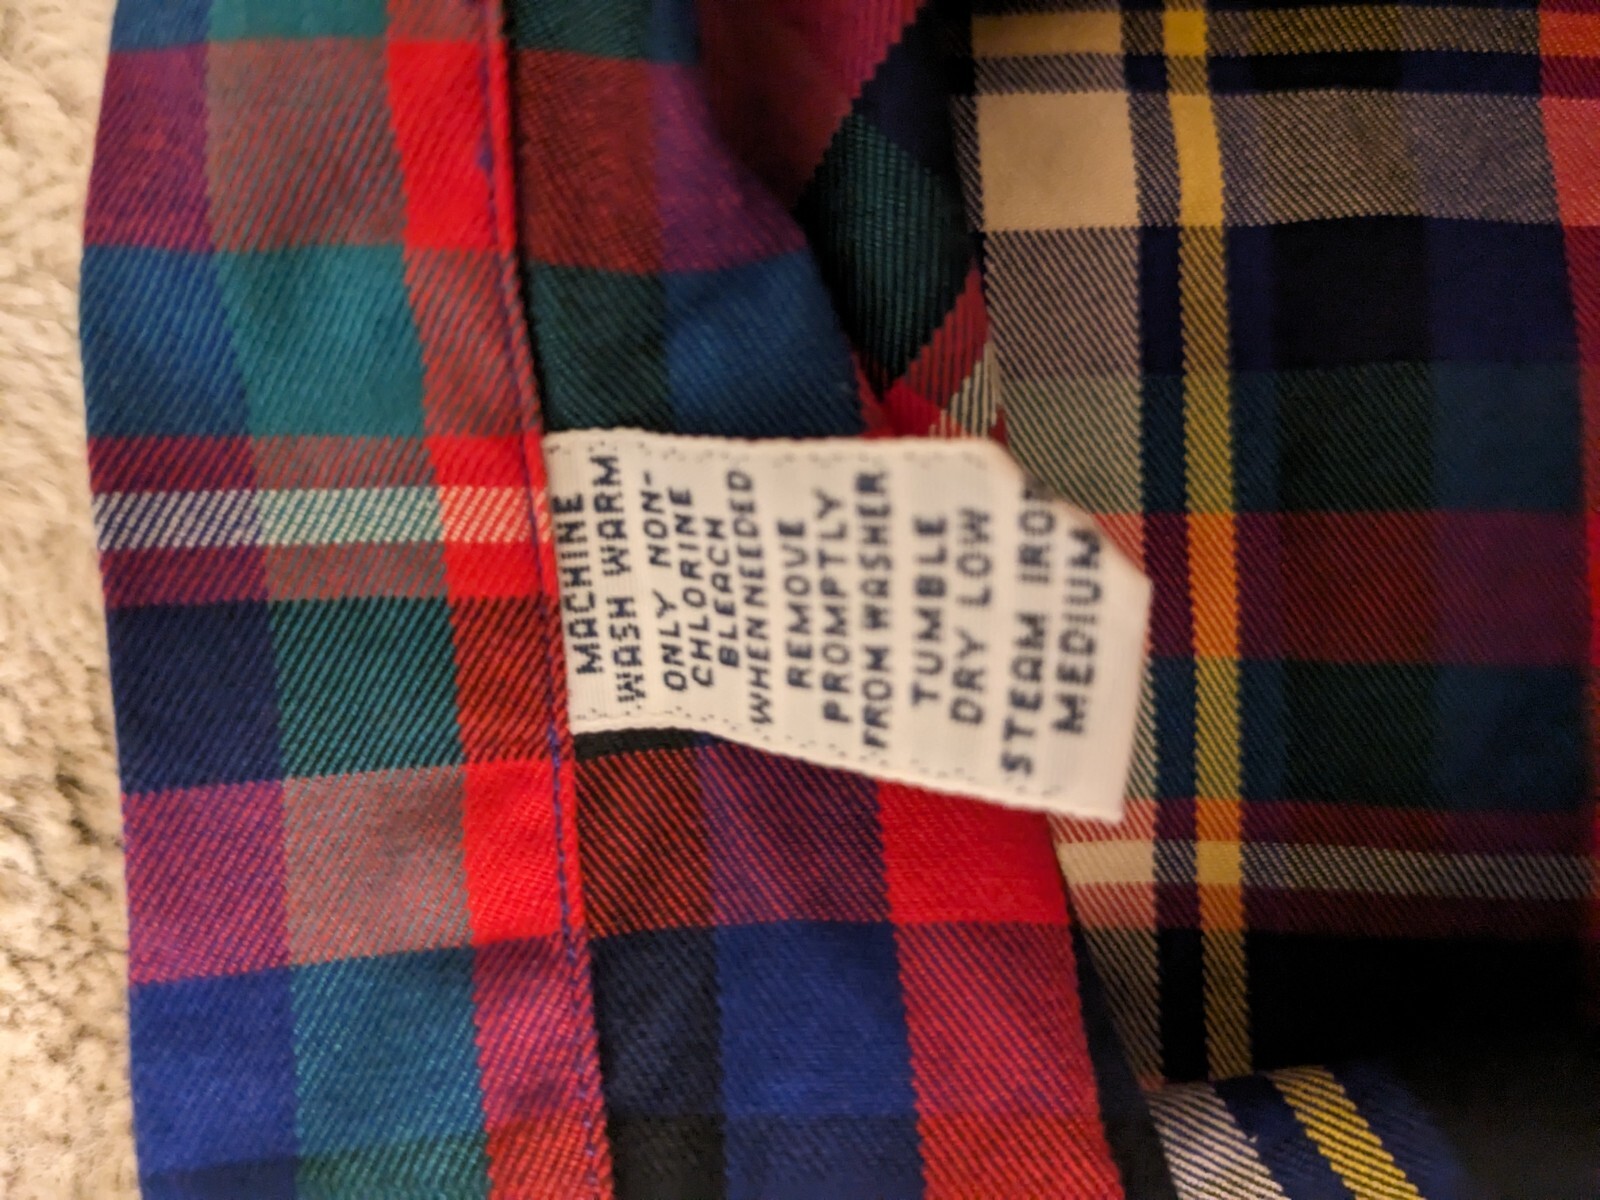 MACHINE
WASH WARM
ONLY NON-
CHLORINE
BLEACH
WHEN NEEDED
REMOVE
PROMPTLY
FROM WASHER
TUMBLE
DRY LOW
STEAM IRON
MEDIUM